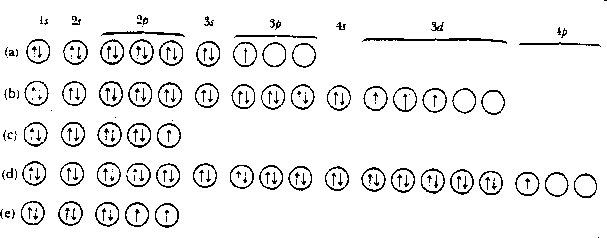 1s 2s 2p 3s 3p 4s 3d 4p
(a) ↑↓ ↑↓ ↑↓ ↑↓ ↑↓ ↑↓ ↑
(b) ↑↓ ↑↓ ↑↓ ↑↓ ↑↓ ↑↓ ↑↓ ↑↓ ↑↓ ↑↓ ↑ ↑ ↑
(c) ↑↓ ↑↓ ↑↓ ↑↓ ↑
(d) ↑↓ ↑↓ ↑↓ ↑↓ ↑↓ ↑↓ ↑↓ ↑↓ ↑↓ ↑↓ ↑↓ ↑↓ ↑↓ ↑↓ ↑↓ ↑
(e) ↑↓ ↑↓ ↑↓ ↑ ↑